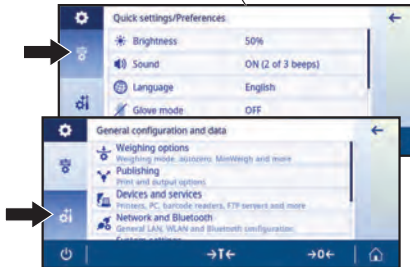 Quick settings/Preferences
Brightness 50%
Sound ON (2 of 3 beeps)
Language English
Glove mode OFF
General configuration and data
Weighing options
Weighing mode, autozero, MinWeigh and more
Publishing
Print and output options
Devices and services
Printers, PC, barcode readers, FTP servers and more
Network and Bluetooth
General LAN, WLAN and Bluetooth configuration
→T← →0←